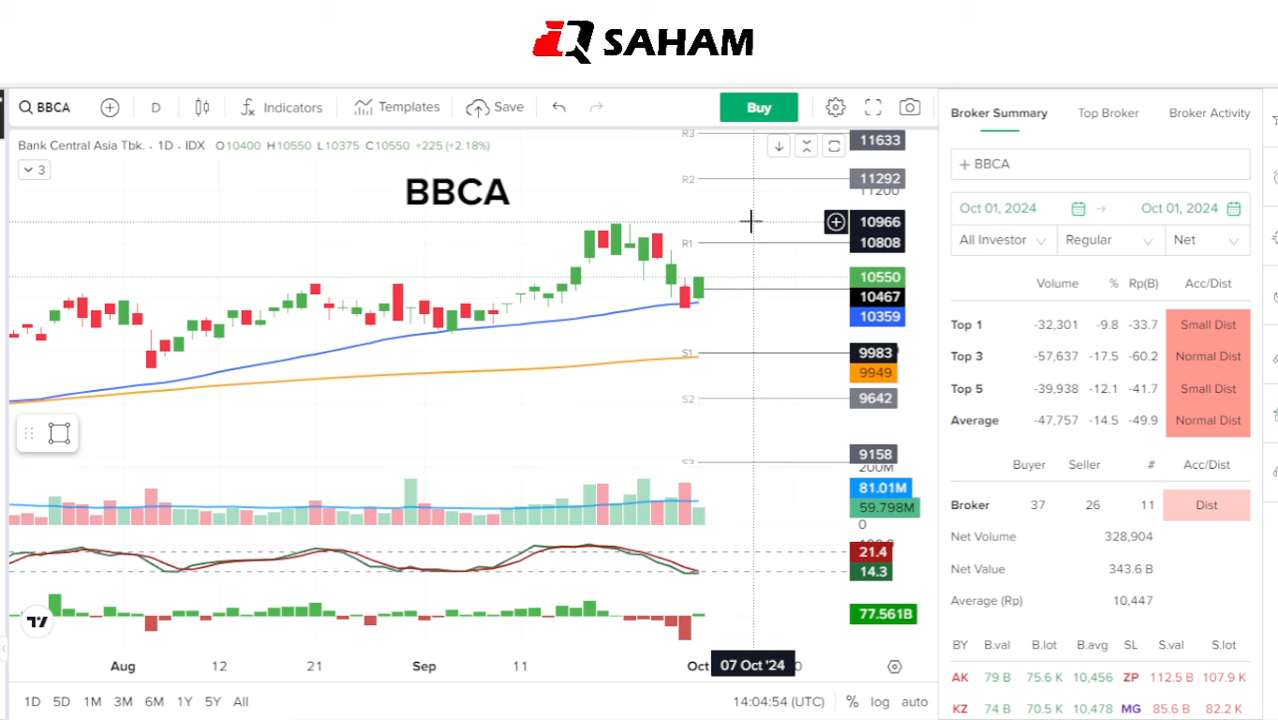 SAHAM
BBCA
D
Indicators
Templates
Save
Buy
Bank Central Asia Tbk. · 1D · IDX O10400 H10550 L10375 C10550 +225 (+2.18%)
3
BBCA
R3
R2
R1
S1
S2
11633
11292
11200
10966
10808
10550
10467
10359
9983
9949
9642
9158
200M
81.01M
59.798M
0
21.4
14.3
77.561B
Aug 12 21 Sep 11 Oct 07 Oct '24
1D 5D 1M 3M 6M 1Y 5Y All
14:04:54 (UTC) % log auto
Broker Summary Top Broker Broker Activity
+ BBCA
Oct 01, 2024 → Oct 01, 2024
All Investor Regular Net
Volume % Rp(B) Acc/Dist
Top 1 -32,301 -9.8 -33.7 Small Dist
Top 3 -57,637 -17.5 -60.2 Normal Dist
Top 5 -39,938 -12.1 -41.7 Small Dist
Average -47,757 -14.5 -49.9 Normal Dist
Buyer Seller # Acc/Dist
Broker 37 26 11 Dist
Net Volume 328,904
Net Value 343.6 B
Average (Rp) 10,447
BY B.val B.lot B.avg SL S.val S.lot
AK 79 B 75.6 K 10,456 ZP 112.5 B 107.9 K
KZ 74 B 70.5 K 10,478 MG 85.6 B 82.2 K